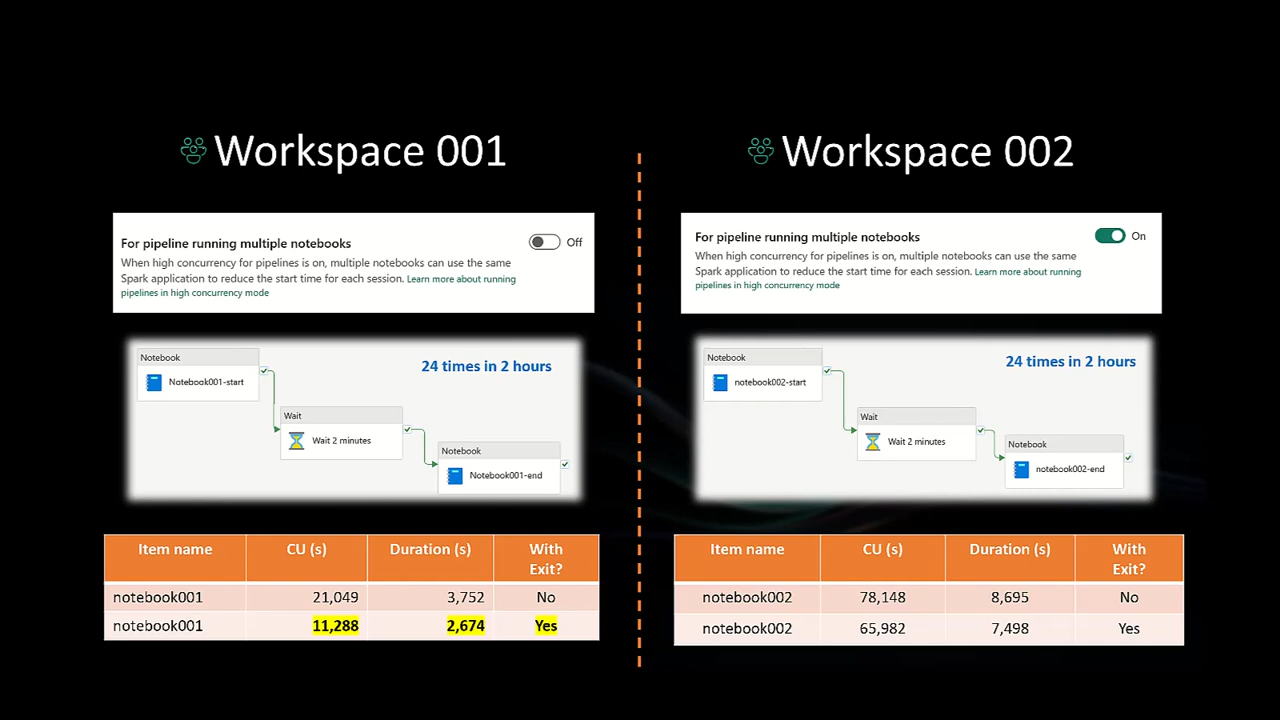 Workspace 001
For pipeline running multiple notebooks
Off
When high concurrency for pipelines is on, multiple notebooks can use the same
Spark application to reduce the start time for each session. Learn more about running
pipelines in high concurrency mode
24 times in 2 hours
Notebook
Notebook001-start
Wait
Wait 2 minutes
Notebook
Notebook001-end
Item name CU (s) Duration (s) With Exit?
notebook001 21,049 3,752 No
notebook001 11,288 2,674 Yes
Workspace 002
For pipeline running multiple notebooks
On
When high concurrency for pipelines is on, multiple notebooks can use the same
Spark application to reduce the start time for each session. Learn more about running
pipelines in high concurrency mode
24 times in 2 hours
Notebook
notebook002-start
Wait
Wait 2 minutes
Notebook
notebook002-end
Item name CU (s) Duration (s) With Exit?
notebook002 78,148 8,695 No
notebook002 65,982 7,498 Yes